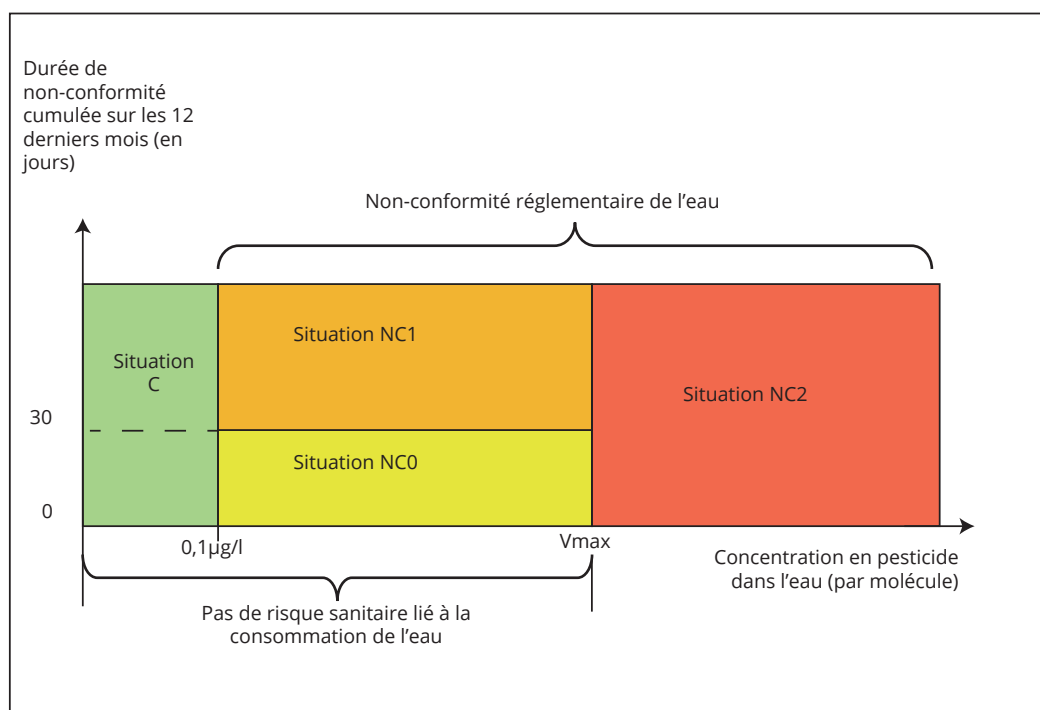 Durée de
non-conformité
cumulée sur les 12
derniers mois (en
jours)
Non-conformité réglementaire de l’eau
Situation NC1
Situation
C
Situation NC2
30
Situation NC0
0
0,1µg/l
Vmax
Concentration en pesticide
dans l’eau (par molécule)
Pas de risque sanitaire lié à la
consommation de l’eau